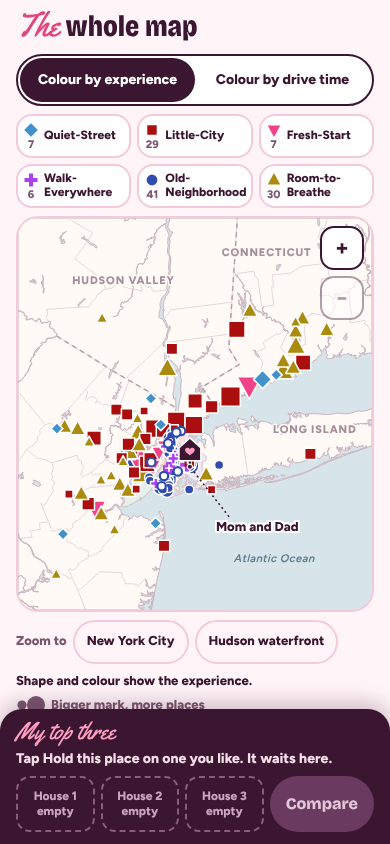 The whole map
Colour by experience
Colour by drive time
Quiet-Street
7
Little-City
29
Fresh-Start
7
Walk-
Everywhere
6
Old-
Neighborhood
41
Room-to-
Breathe
30
+
−
CONNECTICUT
HUDSON VALLEY
LONG ISLAND
Mom and Dad
Atlantic Ocean
Zoom to
New York City
Hudson waterfront
Shape and colour show the experience.
Bigger mark, more places
My top three
Tap Hold this place on one you like. It waits here.
House 1
empty
House 2
empty
House 3
empty
Compare